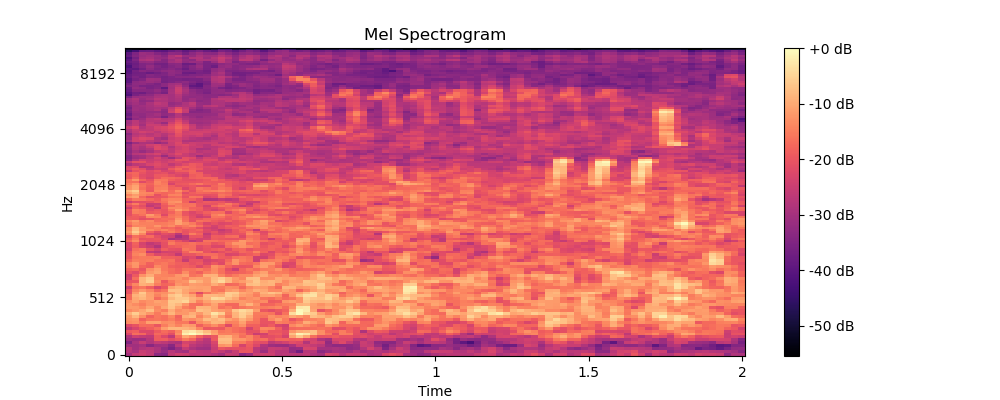 Mel Spectrogram
+0 dB
8192
-10 dB
4096
-20 dB
2048
Hz
-30 dB
1024
-40 dB
512
-50 dB
0
0 0.5 1 1.5 2
Time